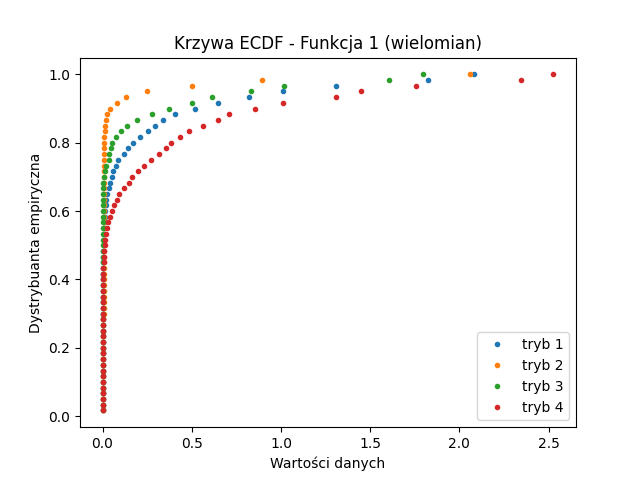 Krzywa ECDF - Funkcja 1 (wielomian)
Dystrybuanta empiryczna
1.0
0.8
0.6
0.4
0.2
0.0
0.0 0.5 1.0 1.5 2.0 2.5
Wartości danych
tryb 1
tryb 2
tryb 3
tryb 4